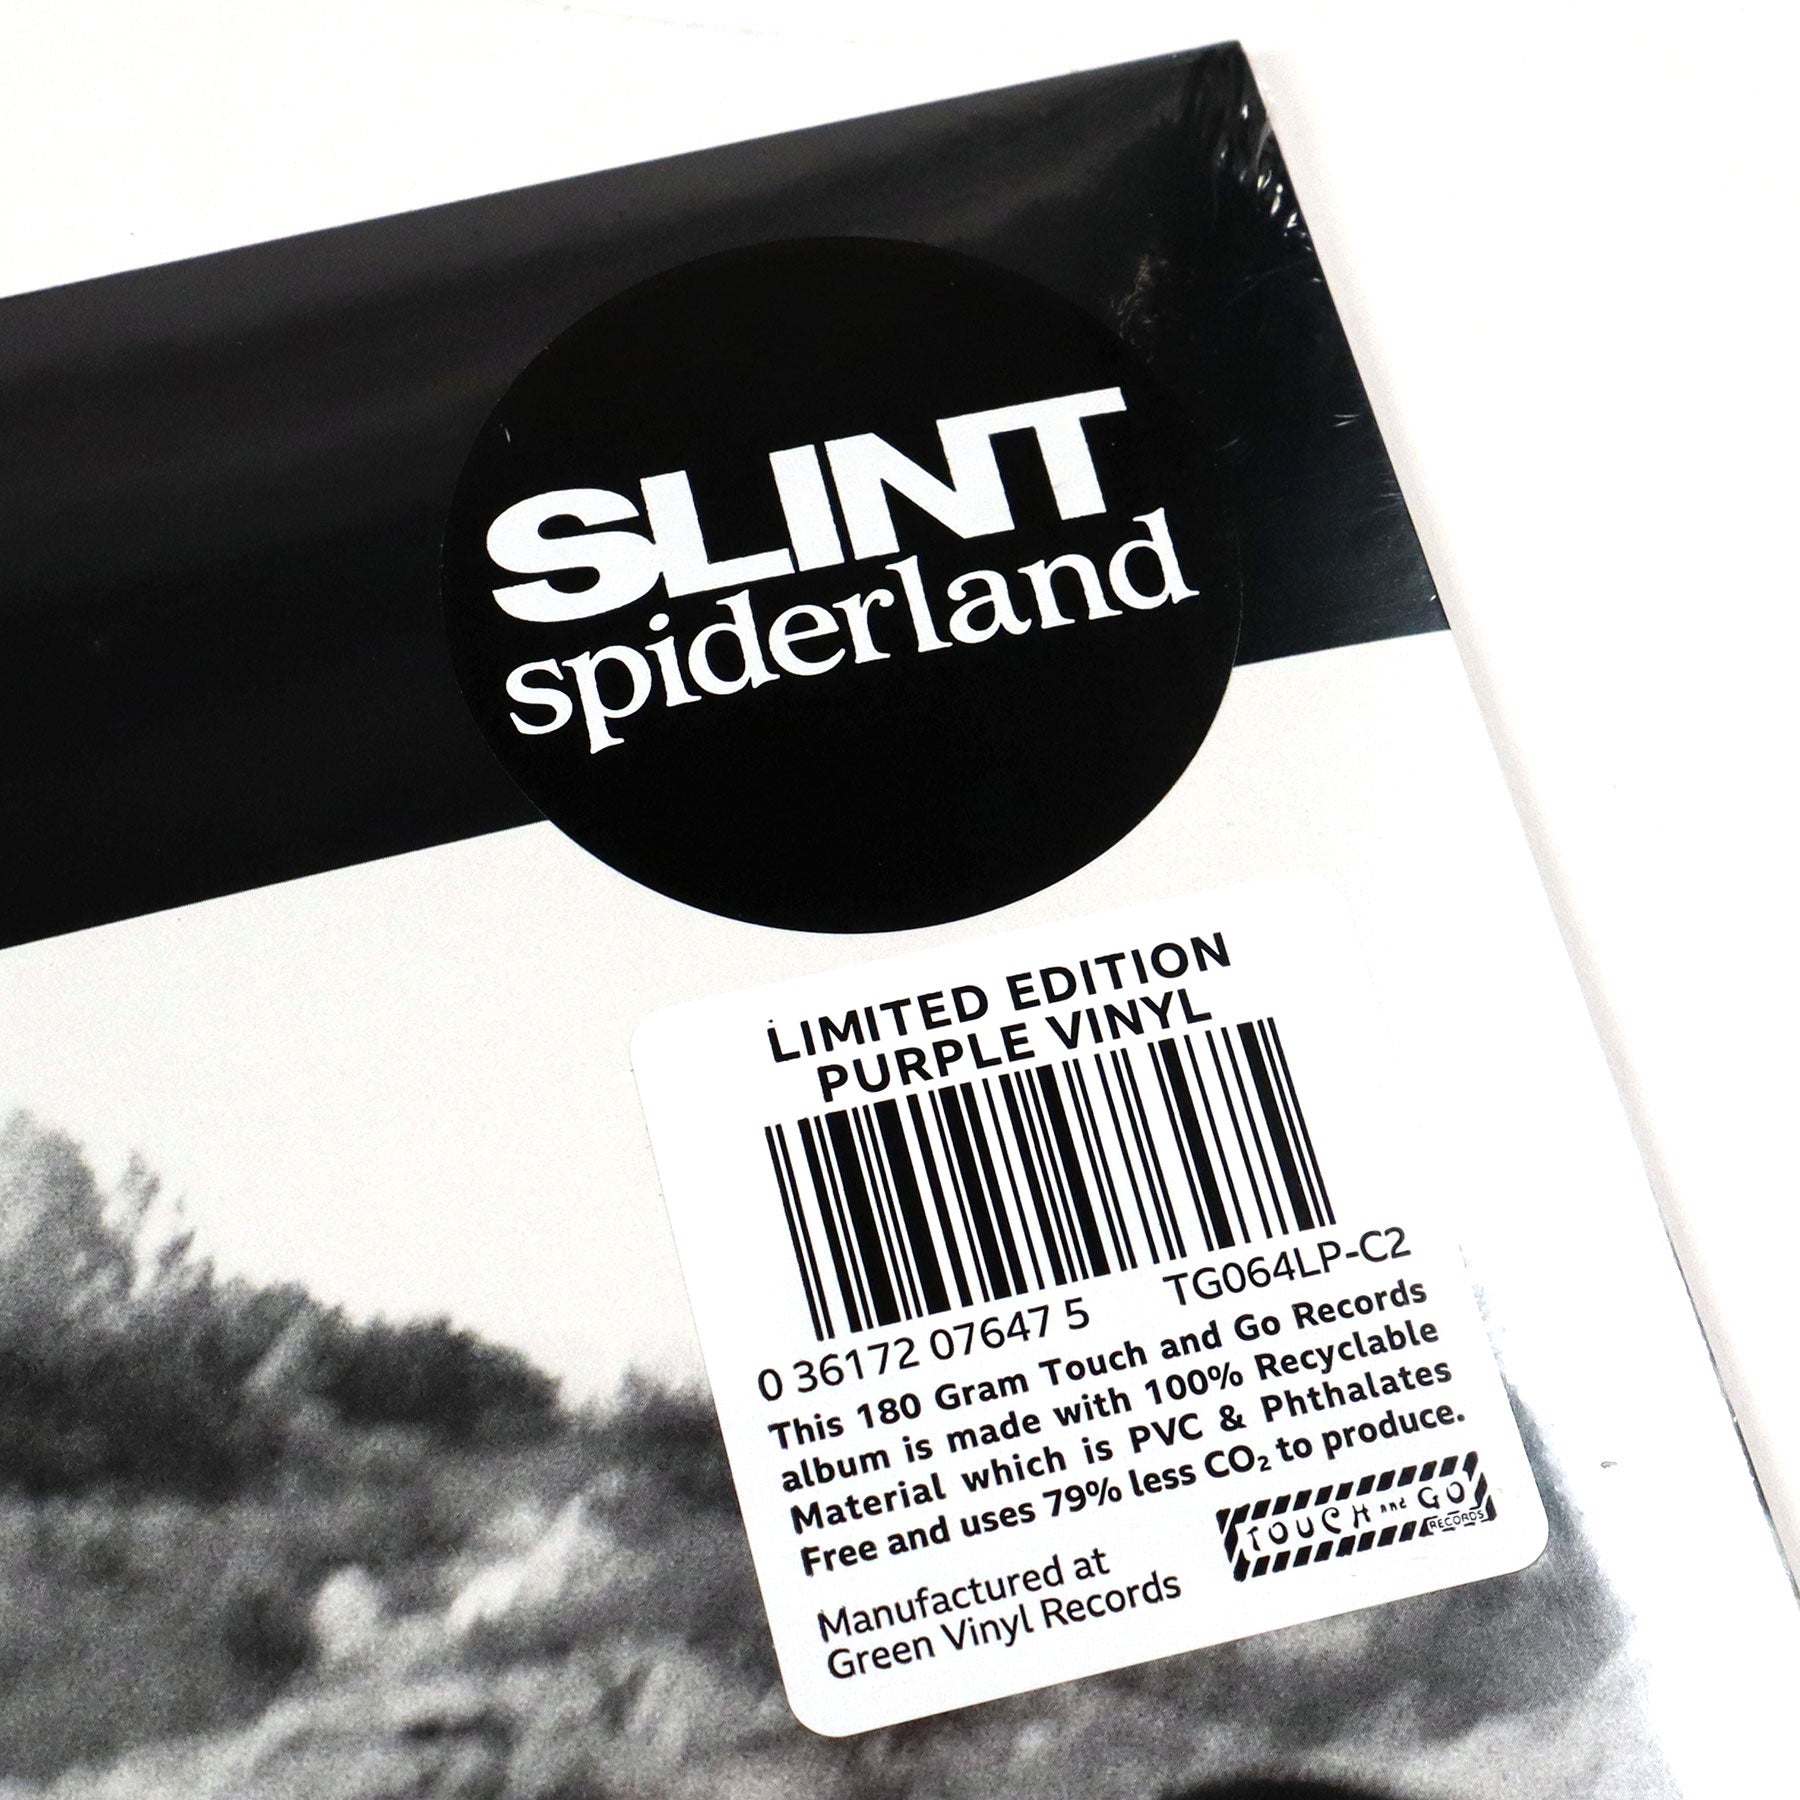 SLINT
spiderland
LIMITED EDITION
PURPLE VINYL
0 36172 07647 5
TG064LP-C2
This 180 Gram Touch and Go Records
album is made with 100% Recyclable
Material which is PVC & Phthalates
Free and uses 79% less CO₂ to produce.
Manufactured at
Green Vinyl Records
TOUCH and GO
RECORDS